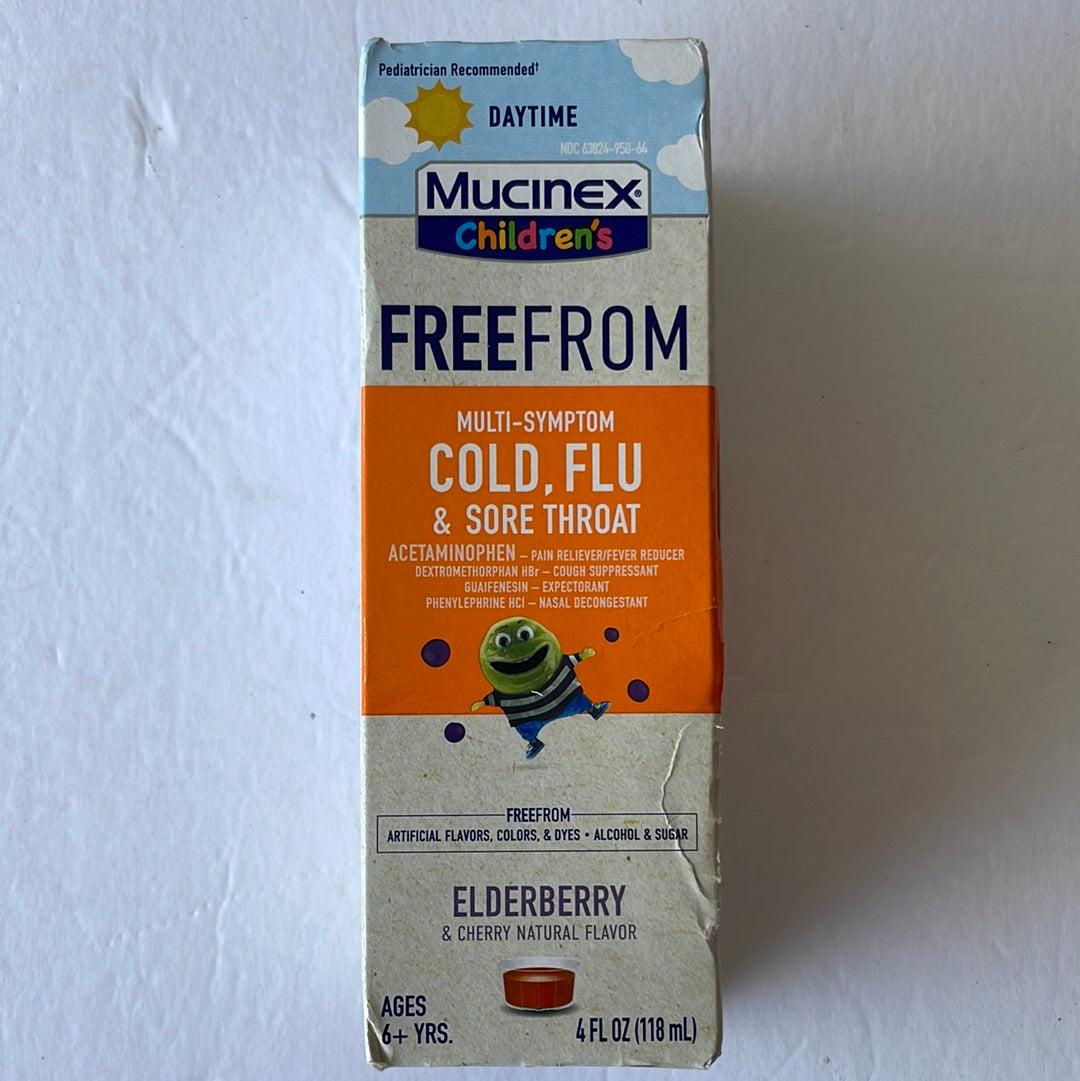 Pediatrician Recommended†
DAYTIME
NDC 63824-958-64
Mucinex®
Children's
FREEFROM
MULTI-SYMPTOM
COLD, FLU
& SORE THROAT
ACETAMINOPHEN – PAIN RELIEVER/FEVER REDUCER
DEXTROMETHORPHAN HBr – COUGH SUPPRESSANT
GUAIFENESIN – EXPECTORANT
PHENYLEPHRINE HCl – NASAL DECONGESTANT
FREEFROM
ARTIFICIAL FLAVORS, COLORS, & DYES • ALCOHOL & SUGAR
ELDERBERRY
& CHERRY NATURAL FLAVOR
AGES
6+ YRS.
4 FL OZ (118 mL)